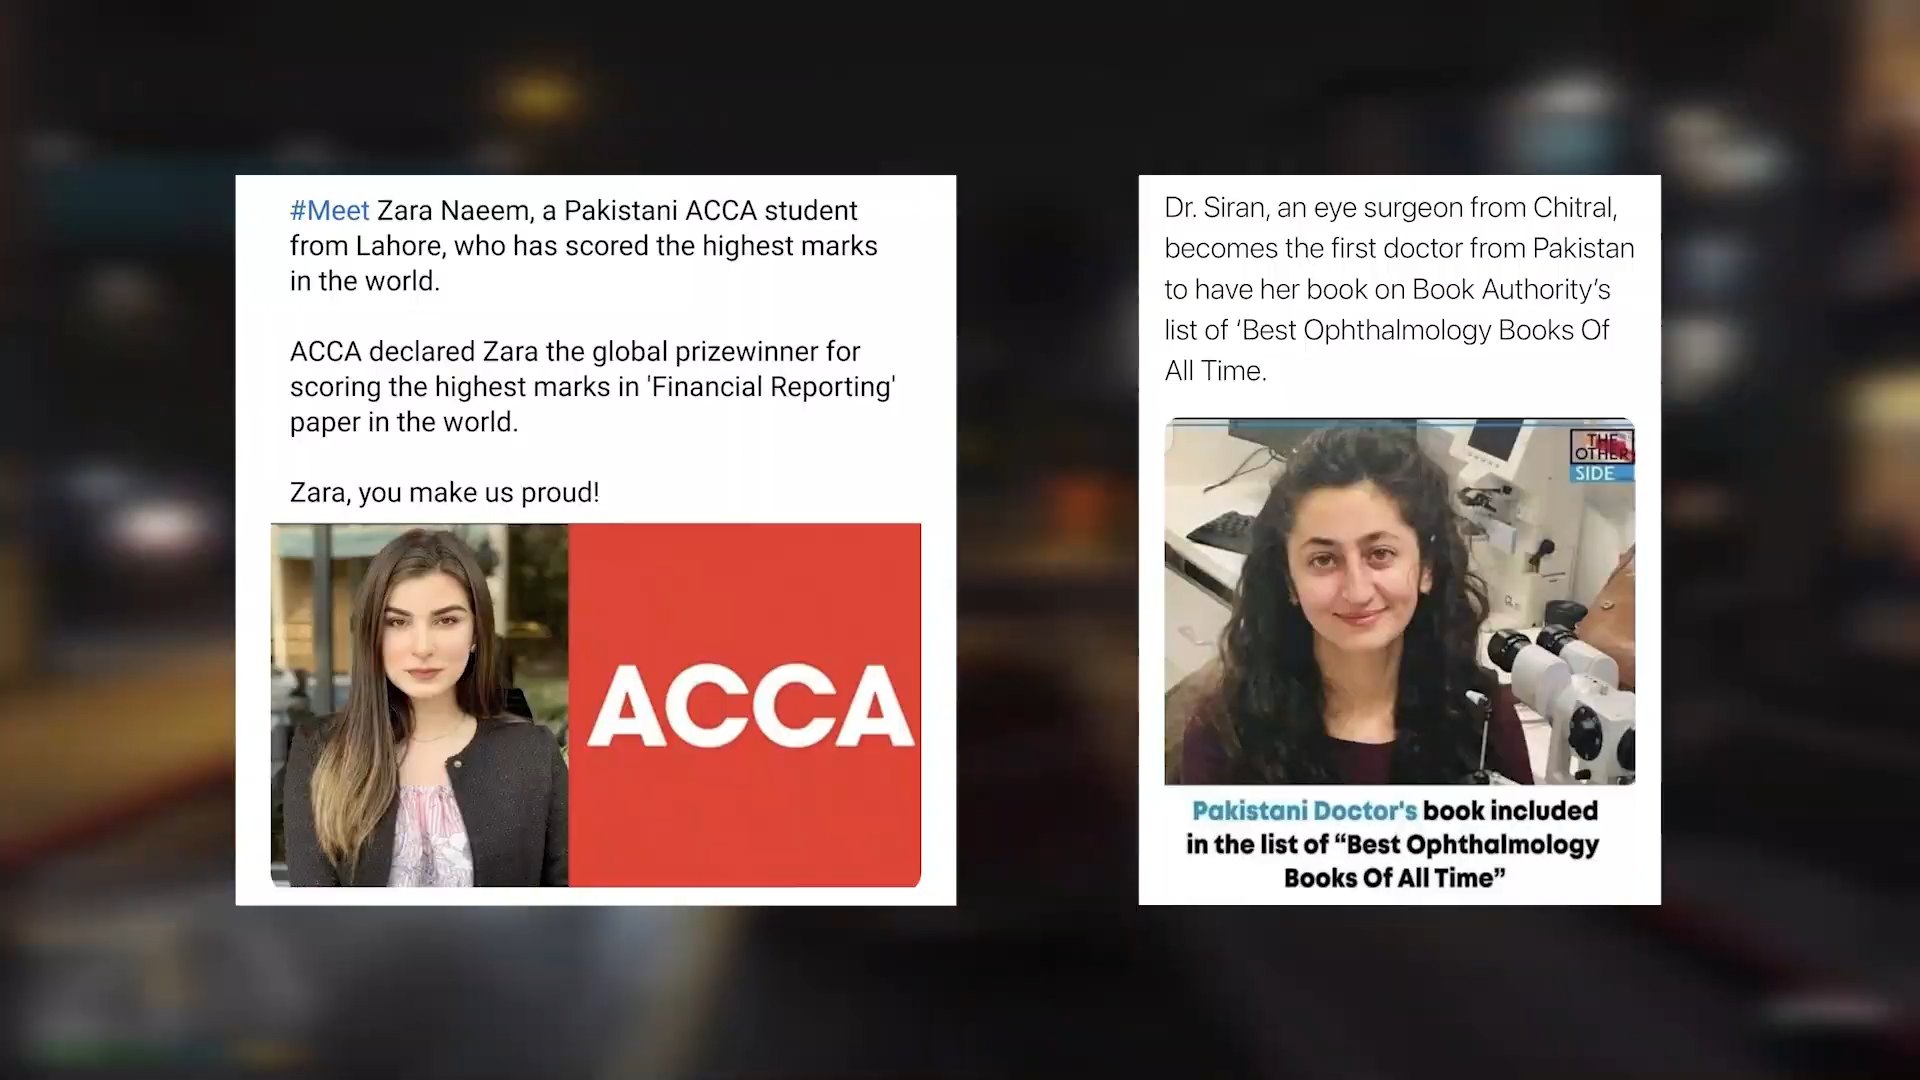 #Meet Zara Naeem, a Pakistani ACCA student
from Lahore, who has scored the highest marks
in the world.
ACCA declared Zara the global prizewinner for
scoring the highest marks in 'Financial Reporting'
paper in the world.
Zara, you make us proud!
ACCA
Dr. Siran, an eye surgeon from Chitral,
becomes the first doctor from Pakistan
to have her book on Book Authority’s
list of ‘Best Ophthalmology Books Of
All Time.
THE
OTHER
SIDE
Pakistani Doctor's book included
in the list of “Best Ophthalmology
Books Of All Time”